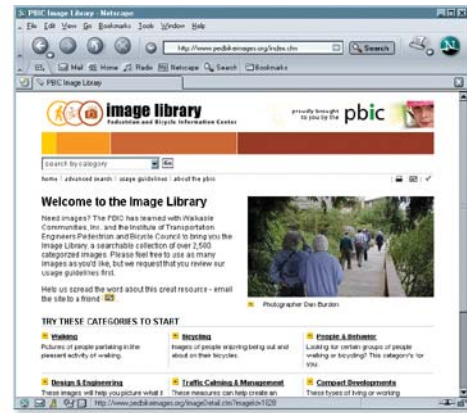 PBIC Image Library - Netscape
File Edit View Go Bookmarks Tools Window Help
http://www.pedbikeimages.org/index.cfm
Search
Mail Home Radio Netscape Search Bookmarks
PBIC Image Library
image library
Pedestrian and Bicycle Information Center
proudly brought
to you by the
pbic
search by category
Go
home | advanced search | usage guidelines | about the pbic
Welcome to the Image Library
Need images? The PBIC has teamed with Walkable
Communities, Inc. and the Institute of Transportation
Engineers Pedestrian and Bicycle Council to bring you the
Image Library, a searchable collection of over 2,500
categorized images. Please feel free to use as many
images as you'd like, but we request that you review our
usage guidelines first.
Help us spread the word about this great resource - email
the site to a friend
Photographer Dan Burden
TRY THESE CATEGORIES TO START
Walking
Pictures of people partaking in the
pleasant activity of walking.
Bicycling
Images of people enjoying being out and
about on their bicycles.
People & Behavior
Looking for certain groups of people
walking or bicycling? This category's for
you.
Design & Engineering
These images will help you picture what it
Traffic Calming & Management
These measures can help create an
Compact Developments
These types of living or working
http://www.pedbikeimages.org/imageDetail.cfm?imageId=1028